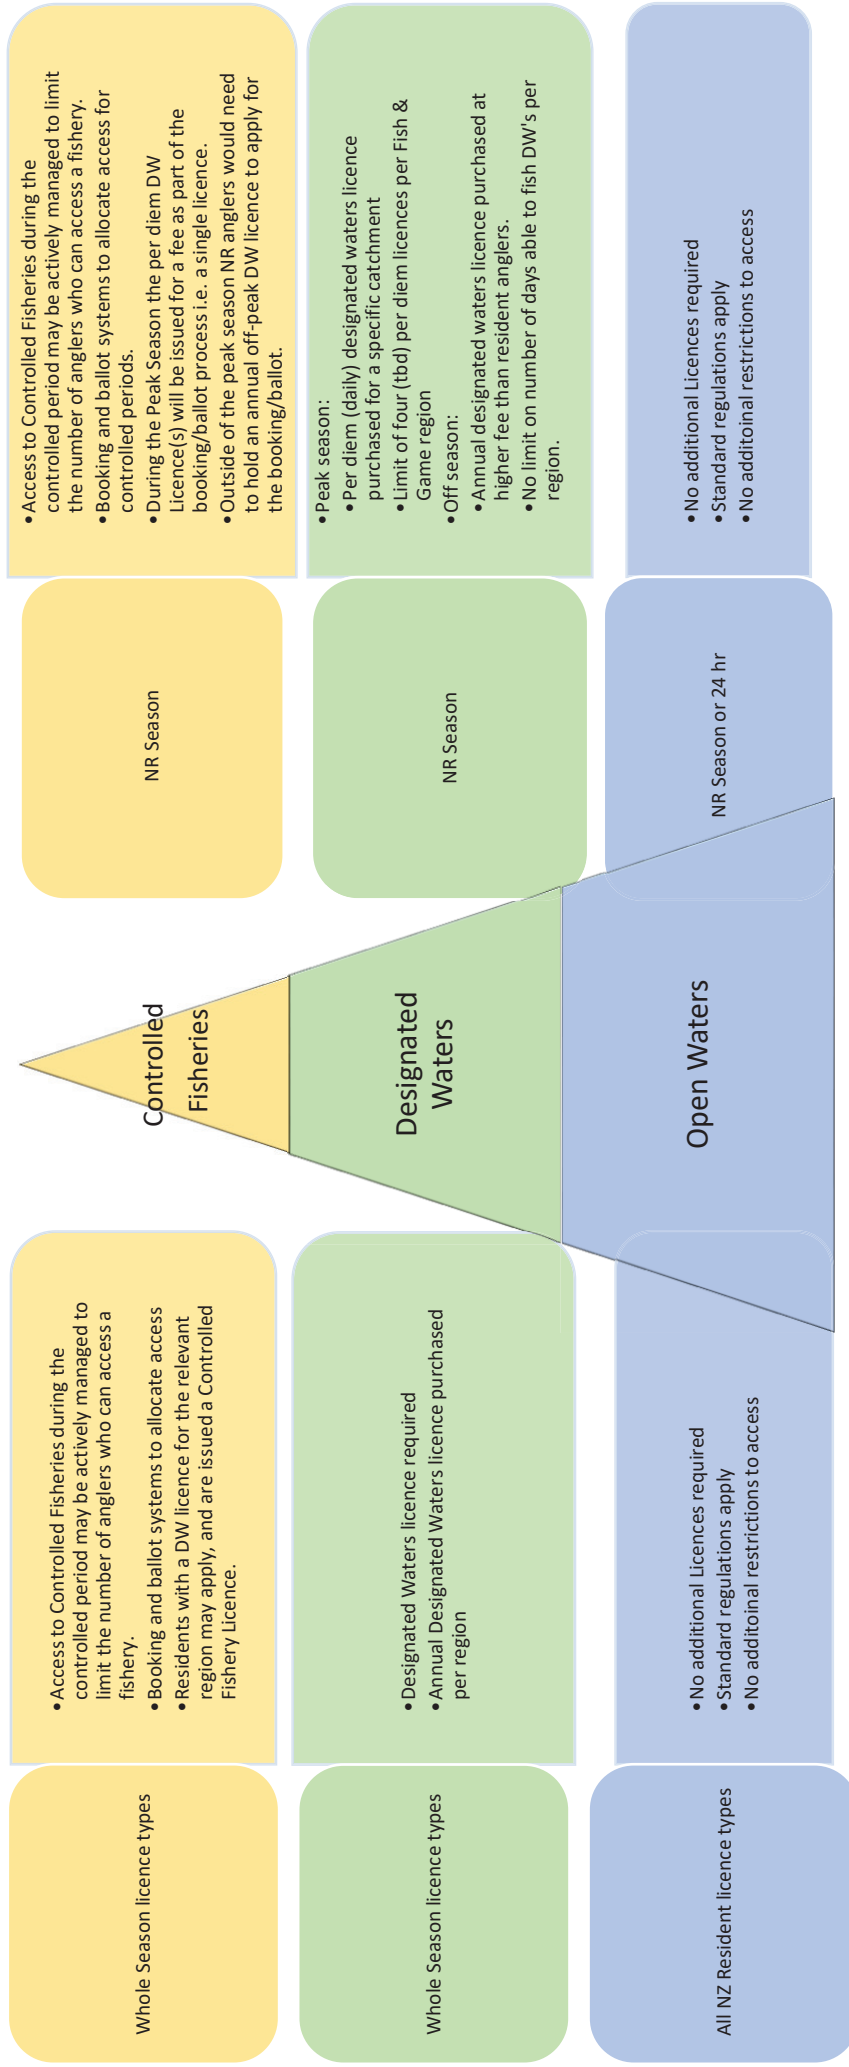 Whole Season licence types
• Access to Controlled Fisheries during the
controlled period may be actively managed to
limit the number of anglers who can access a
fishery.
• Booking and ballot systems to allocate access
• Residents with a DW licence for the relevant
region may apply, and are issued a Controlled
Fishery Licence.
Controlled
Fisheries
NR Season
• Access to Controlled Fisheries during the
controlled period may be actively managed to limit
the number of anglers who can access a fishery.
• Booking and ballot systems to allocate access for
controlled periods.
• During the Peak Season the per diem DW
Licence(s) will be issued for a fee as part of the
booking/ballot process i.e. a single licence.
• Outside of the peak season NR anglers would need
to hold an annual off-peak DW licence to apply for
the booking/ballot.
Whole Season licence types
• Designated Waters licence required
• Annual Designated Waters licence purchased
per region
Designated
Waters
NR Season
• Peak season:
• Per diem (daily) designated waters licence
purchased for a specific catchment
• Limit of four (tbd) per diem licences per Fish &
Game region
• Off season:
• Annual designated waters licence purchased at
higher fee than resident anglers.
• No limit on number of days able to fish DW's per
region.
All NZ Resident licence types
• No additional Licences required
• Standard regulations apply
• No additoinal restrictions to access
Open Waters
NR Season or 24 hr
• No additional Licences required
• Standard regulations apply
• No additoinal restrictions to access